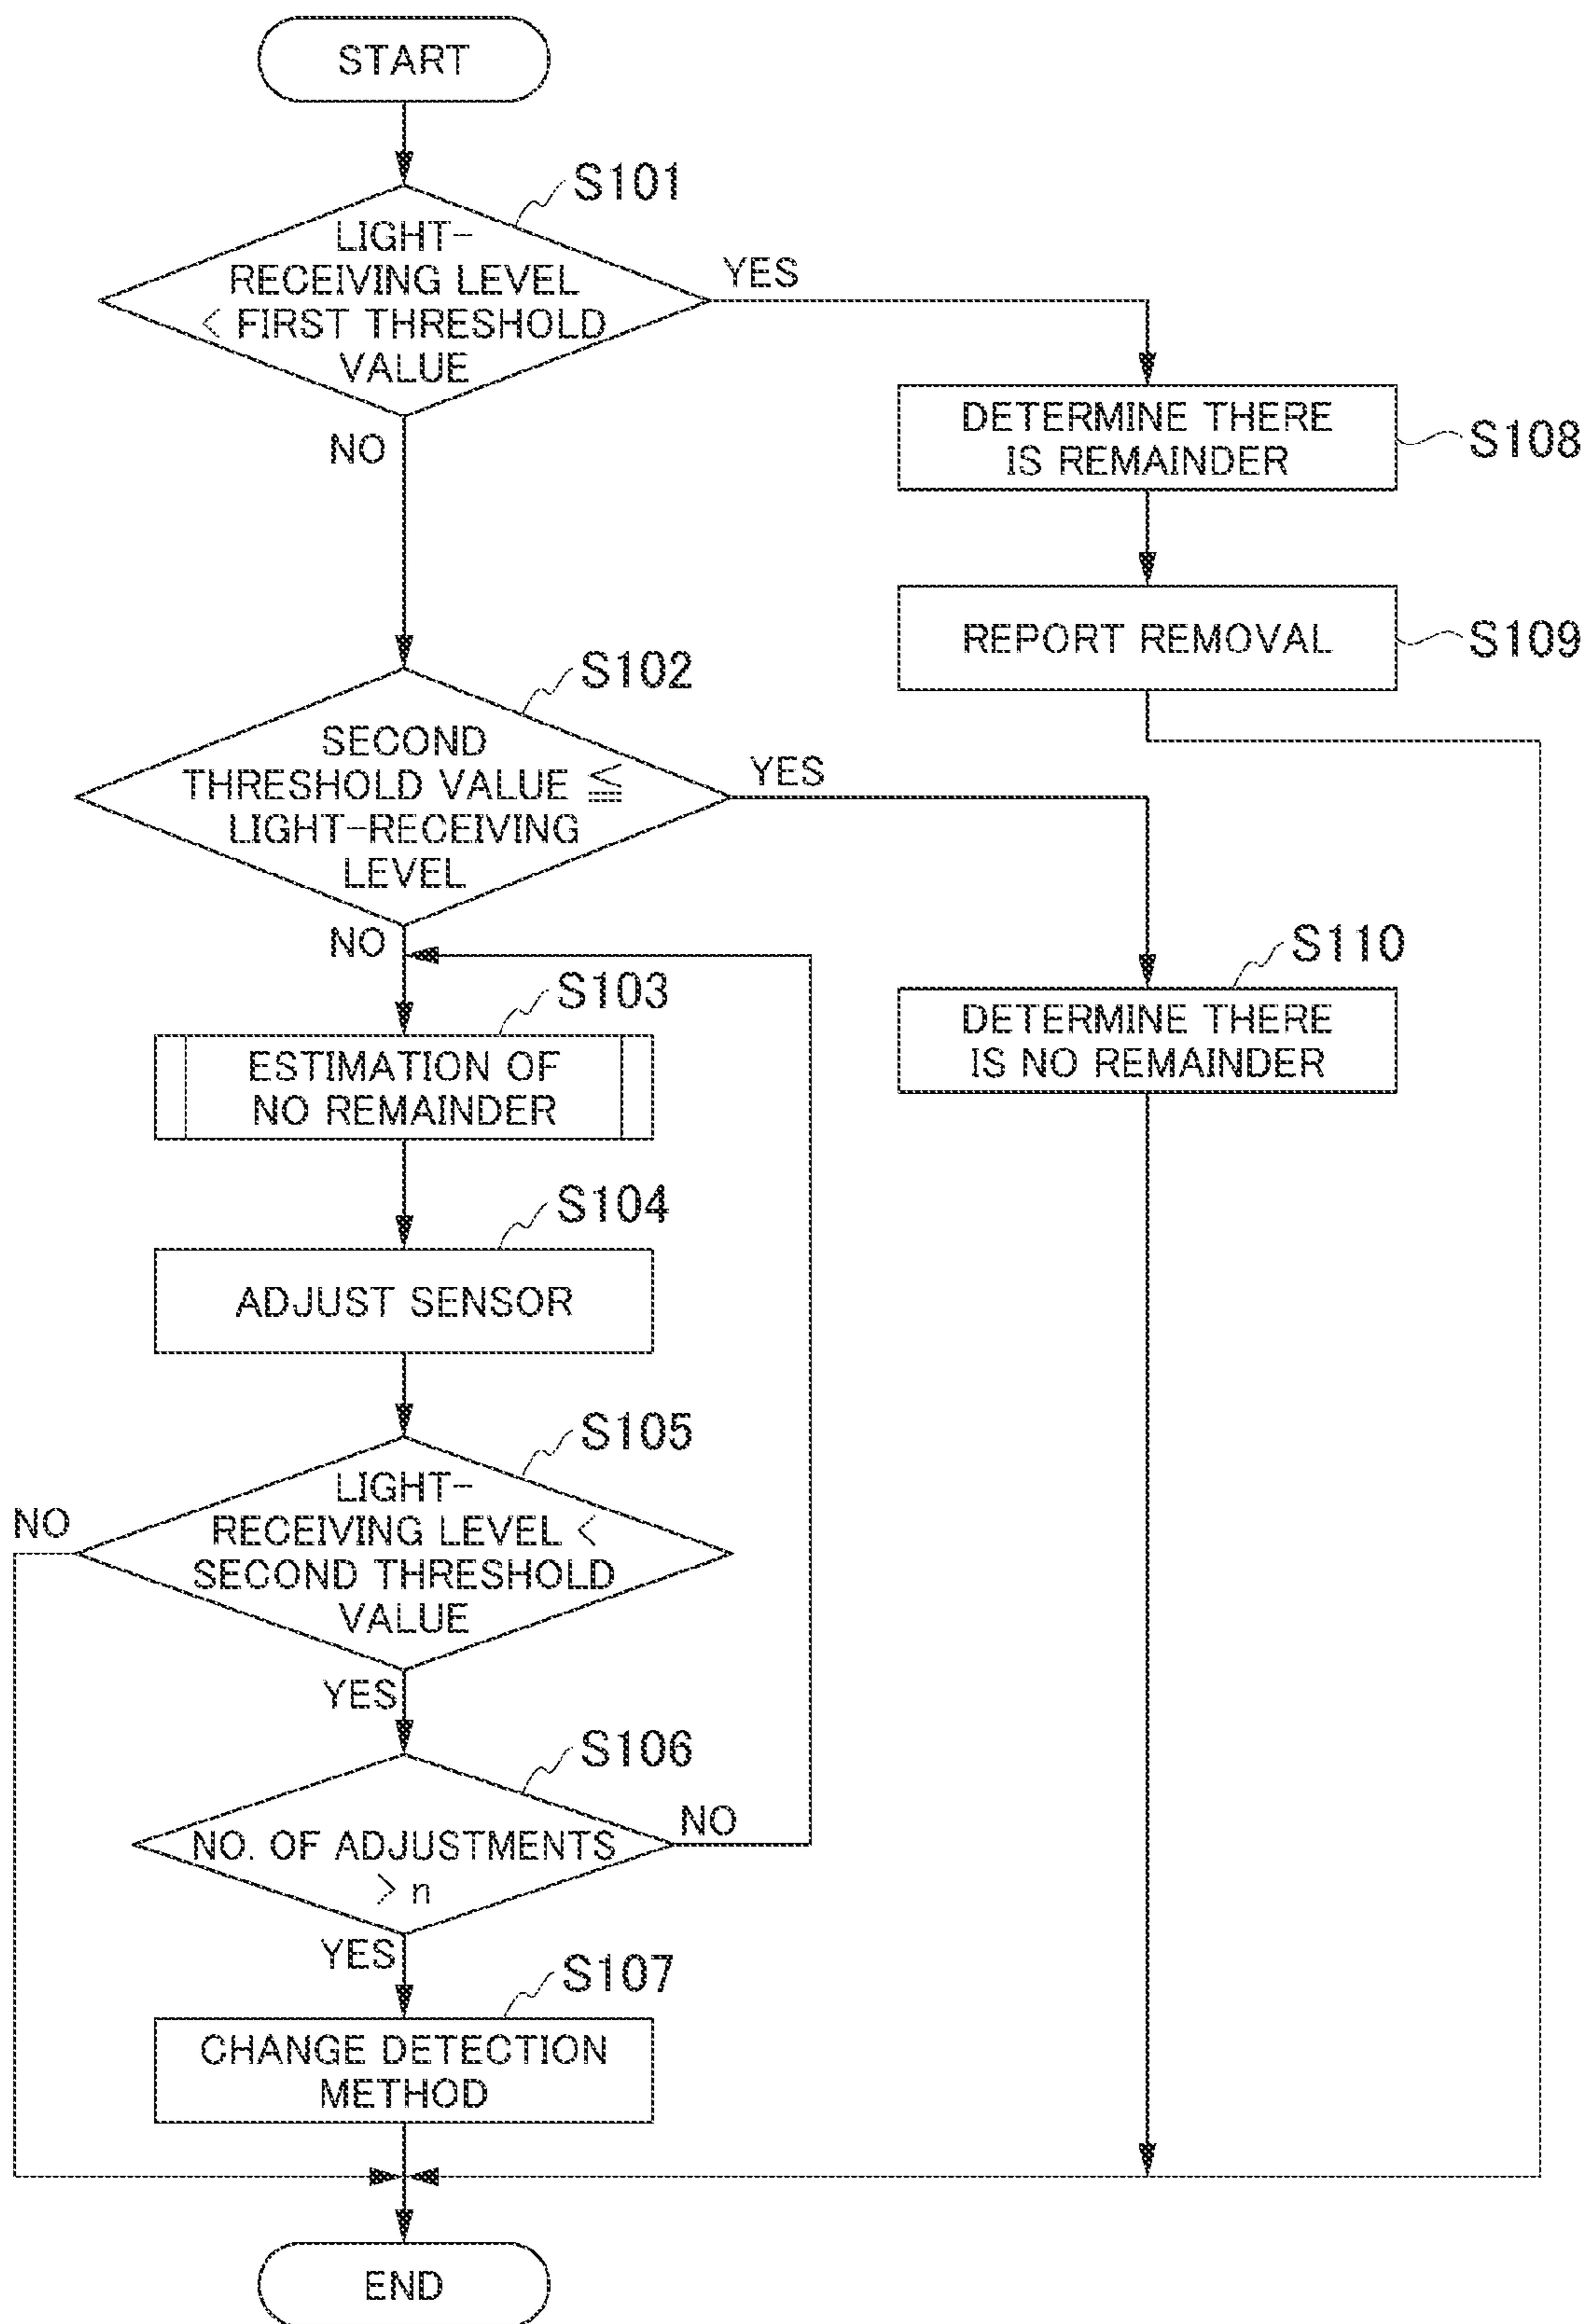 START
S101
LIGHT-
RECEIVING LEVEL
< FIRST THRESHOLD
VALUE
YES
NO
DETERMINE THERE
IS REMAINDER
S108
REPORT REMOVAL
S109
S102
SECOND
THRESHOLD VALUE ≦
LIGHT-RECEIVING
LEVEL
YES
NO
S110
DETERMINE THERE
IS NO REMAINDER
S103
ESTIMATION OF
NO REMAINDER
S104
ADJUST SENSOR
S105
LIGHT-
RECEIVING LEVEL <
SECOND THRESHOLD
VALUE
NO
YES
S106
NO. OF ADJUSTMENTS
> n
NO
YES
S107
CHANGE DETECTION
METHOD
END